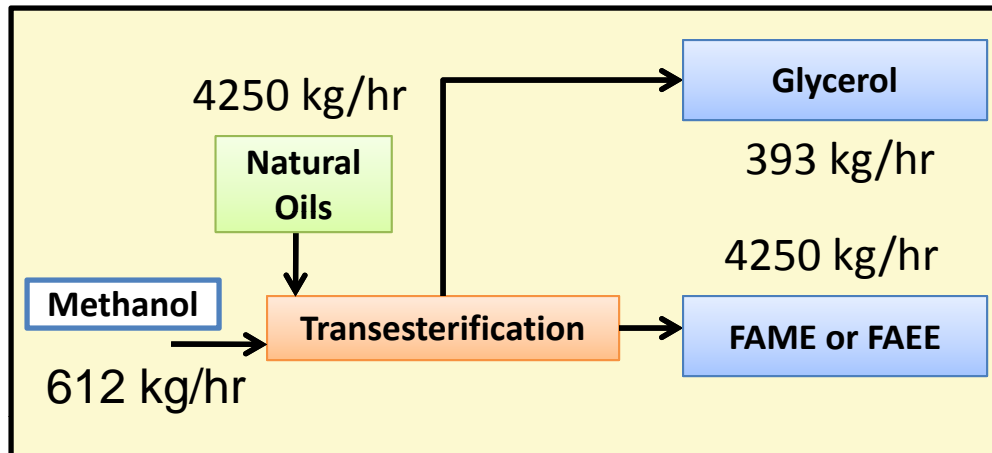 Glycerol
4250 kg/hr
Natural
Oils
393 kg/hr
4250 kg/hr
Methanol
Transesterification
FAME or FAEE
612 kg/hr